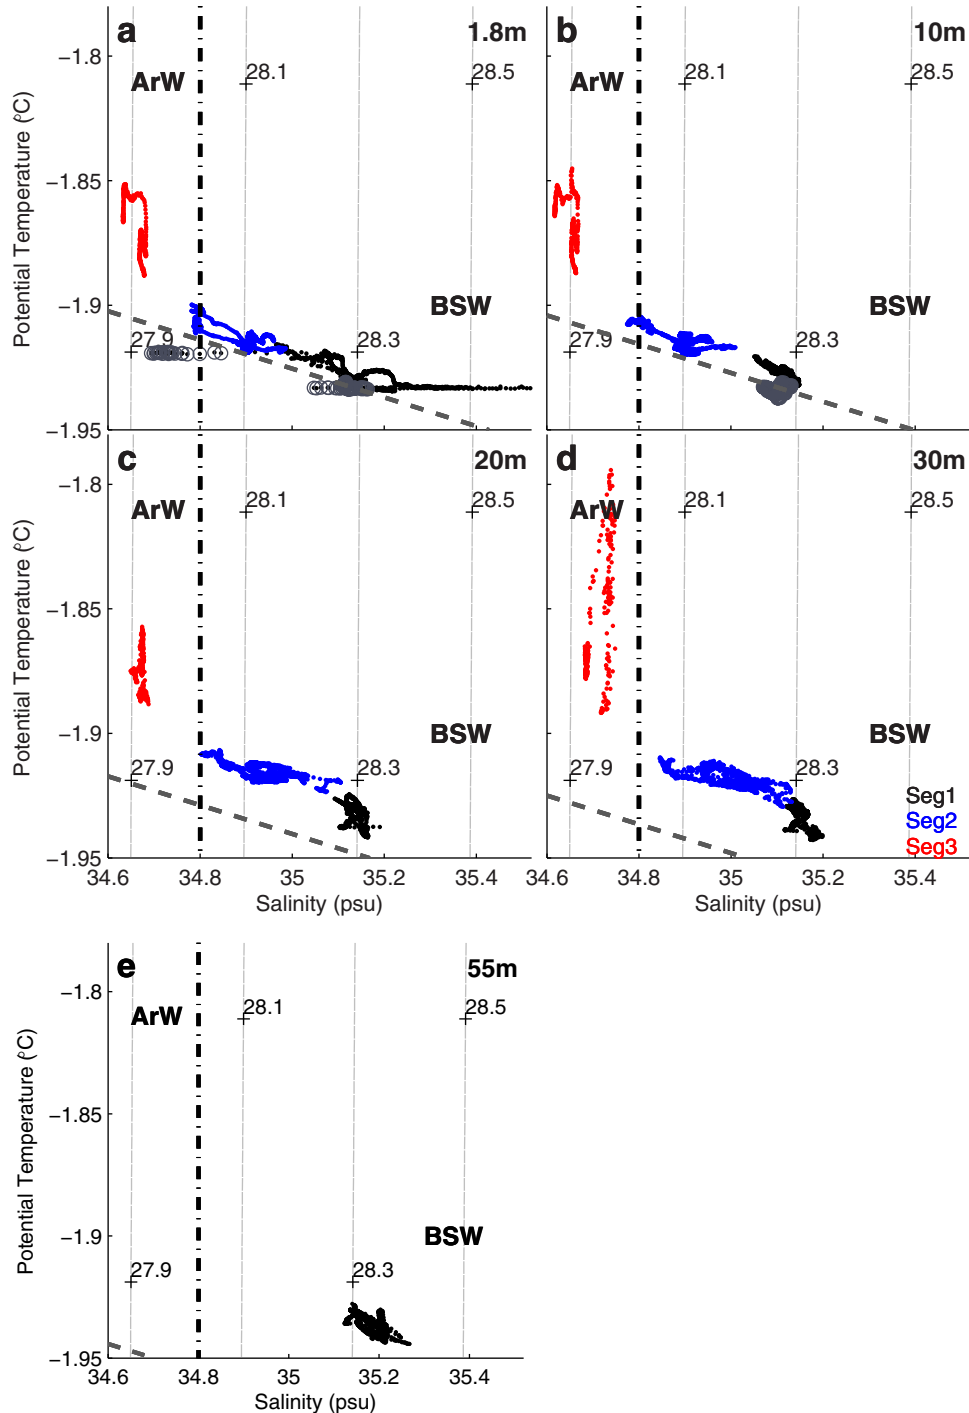 a
1.8m
b
10m
−1.8
28.1
28.5
28.1
28.5
ArW
ArW
−1.85
−1.9
BSW
BSW
27.9
28.3
27.9
28.3
−1.95
Potential Temperature (ºC)
c
20m
d
30m
−1.8
28.1
28.5
28.1
28.5
ArW
ArW
−1.85
−1.9
BSW
BSW
27.9
28.3
27.9
28.3
Seg1
Seg2
Seg3
−1.95
Potential Temperature (ºC)
34.6
34.8
35
35.2
35.4
34.6
34.8
35
35.2
35.4
Salinity (psu)
Salinity (psu)
e
55m
−1.8
28.1
28.5
ArW
−1.85
−1.9
BSW
27.9
28.3
−1.95
Potential Temperature (ºC)
34.6
34.8
35
35.2
35.4
Salinity (psu)